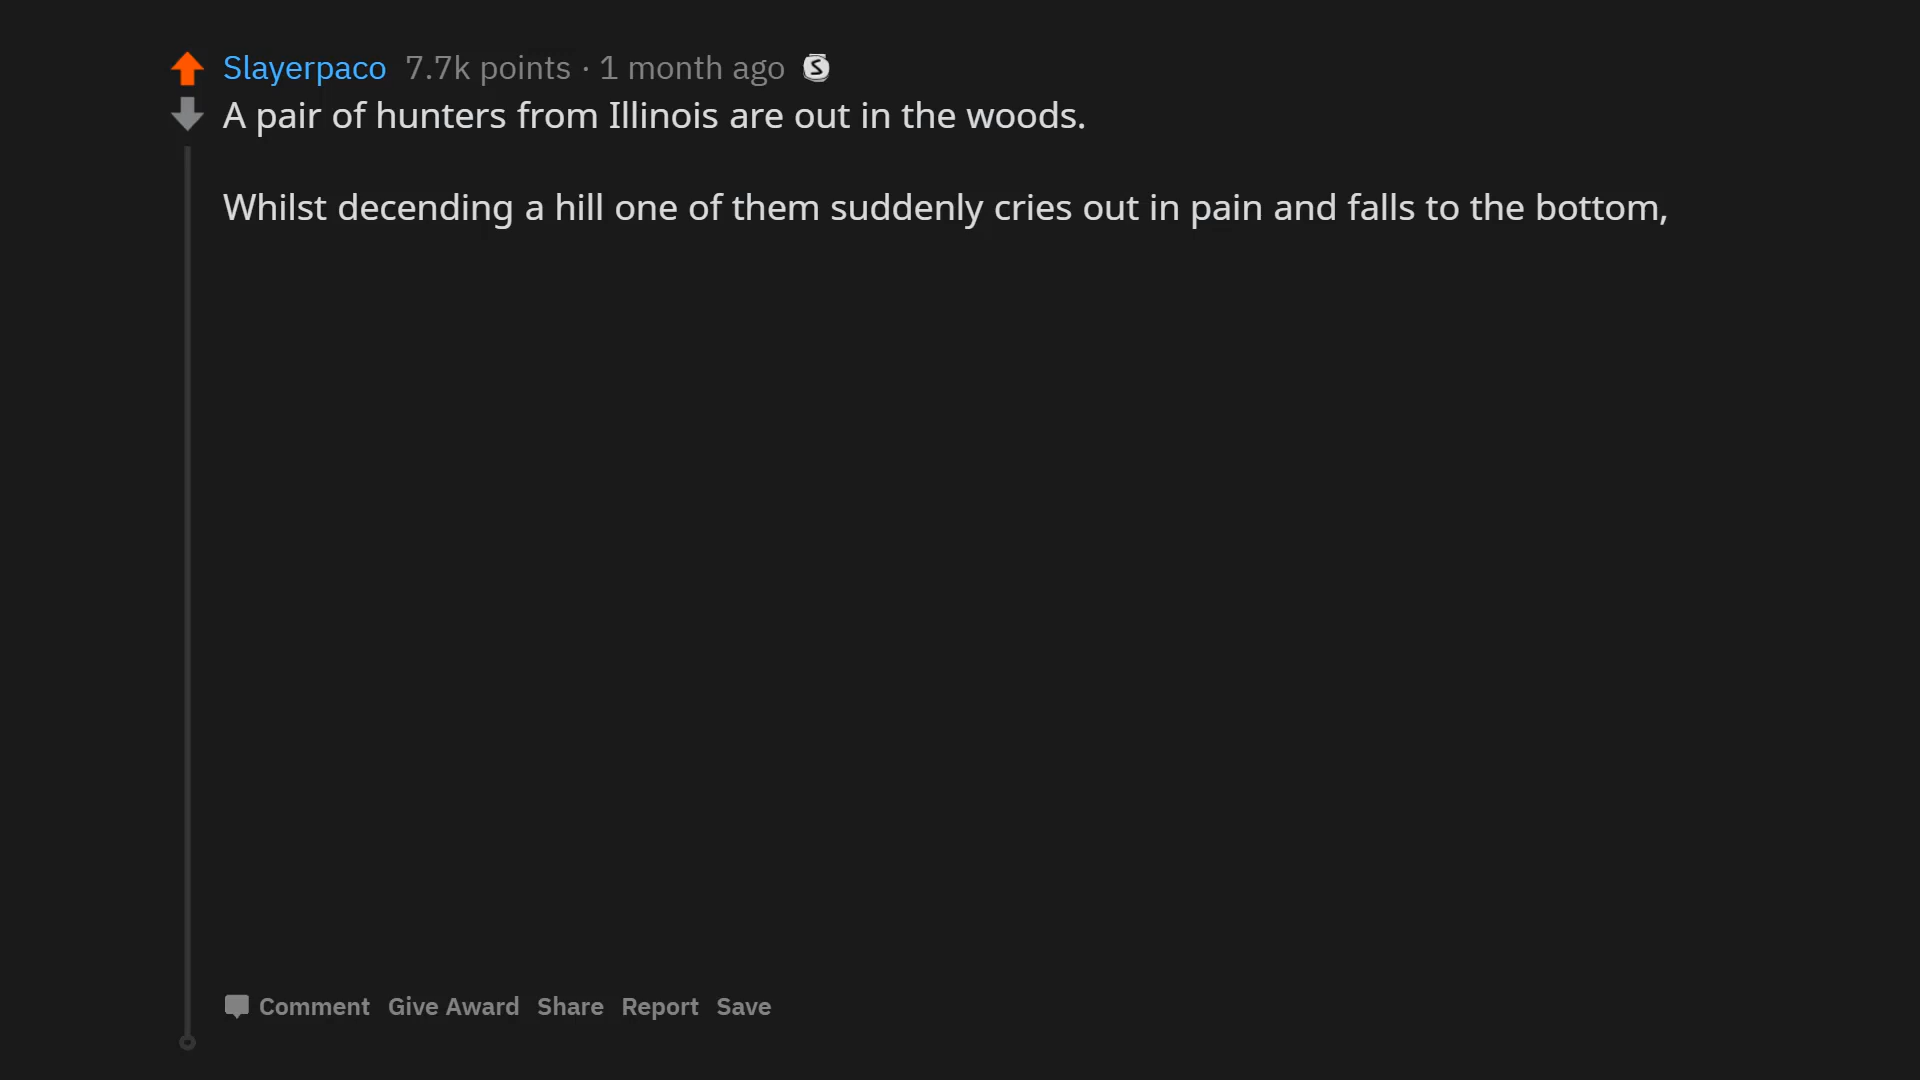 Slayerpaco 7.7k points · 1 month ago S
A pair of hunters from Illinois are out in the woods.
Whilst decending a hill one of them suddenly cries out in pain and falls to the bottom,
Comment Give Award Share Report Save